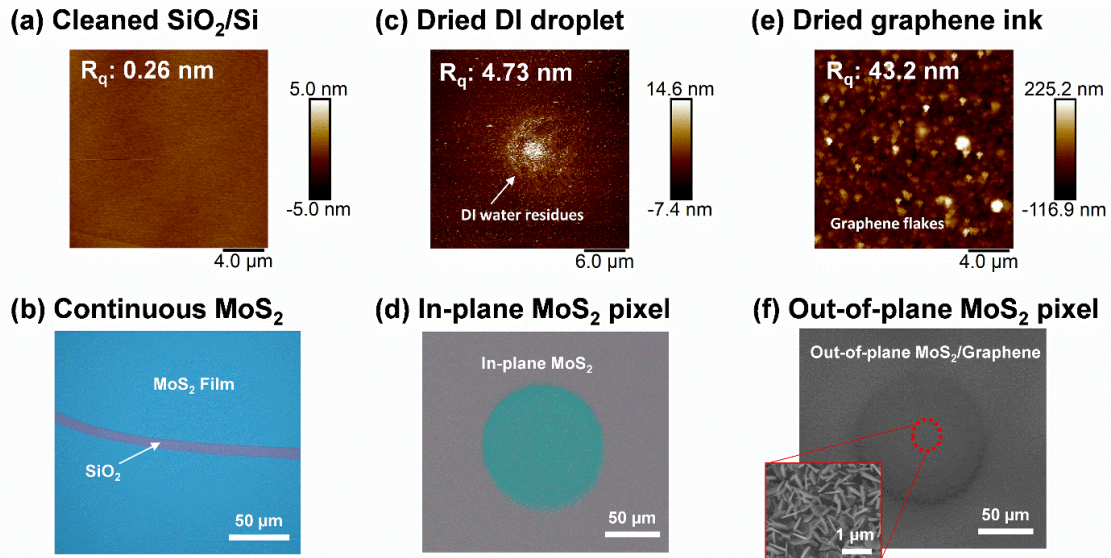 (a) Cleaned SiO₂/Si
Rq: 0.26 nm
5.0 nm
-5.0 nm
4.0 μm
(c) Dried DI droplet
Rq: 4.73 nm
DI water residues
14.6 nm
-7.4 nm
6.0 μm
(e) Dried graphene ink
Rq: 43.2 nm
Graphene flakes
225.2 nm
-116.9 nm
4.0 μm
(b) Continuous MoS₂
MoS₂ Film
SiO₂
50 μm
(d) In-plane MoS₂ pixel
In-plane MoS₂
50 μm
(f) Out-of-plane MoS₂ pixel
Out-of-plane MoS₂/Graphene
1 μm
50 μm